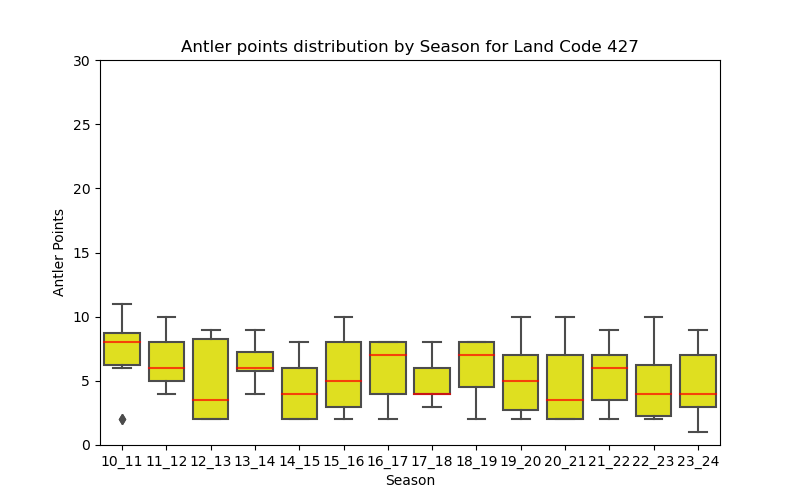 Antler points distribution by Season for Land Code 427
Antler Points
30
25
20
15
10
5
0
10_11 11_12 12_13 13_14 14_15 15_16 16_17 17_18 18_19 19_20 20_21 21_22 22_23 23_24
Season